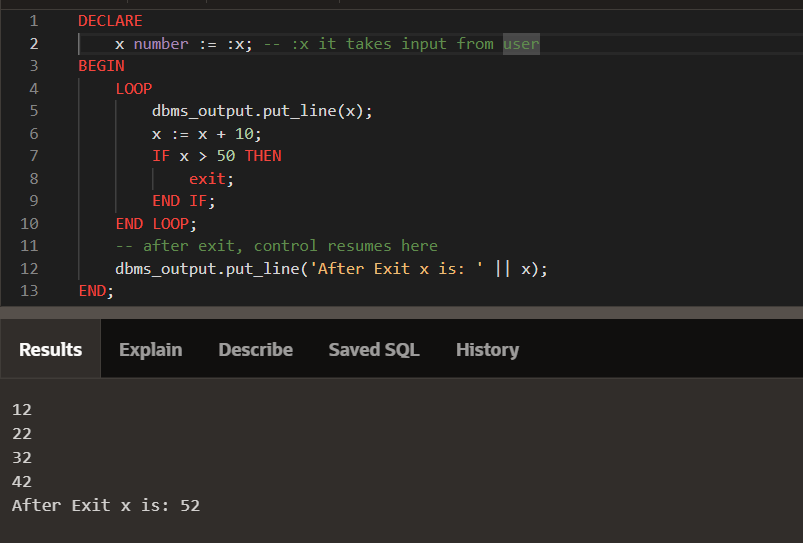 1 DECLARE
2 x number := :x; -- :x it takes input from user
3 BEGIN
4 LOOP
5 dbms_output.put_line(x);
6 x := x + 10;
7 IF x > 50 THEN
8 exit;
9 END IF;
10 END LOOP;
11 -- after exit, control resumes here
12 dbms_output.put_line('After Exit x is: ' || x);
13 END;
Results Explain Describe Saved SQL History
12
22
32
42
After Exit x is: 52